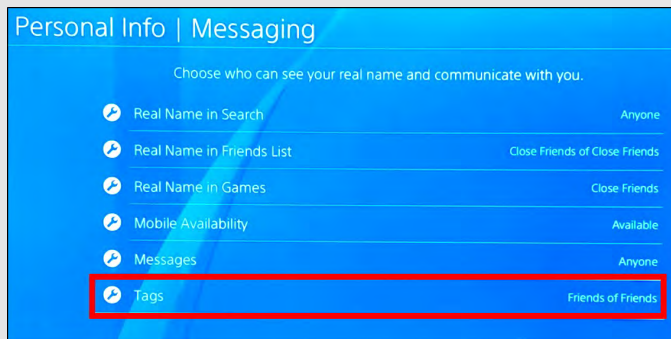 Personal Info | Messaging
Choose who can see your real name and communicate with you.
Real Name in Search Anyone
Real Name in Friends List Close Friends of Close Friends
Real Name in Games Close Friends
Mobile Availability Available
Messages Anyone
Tags Friends of Friends